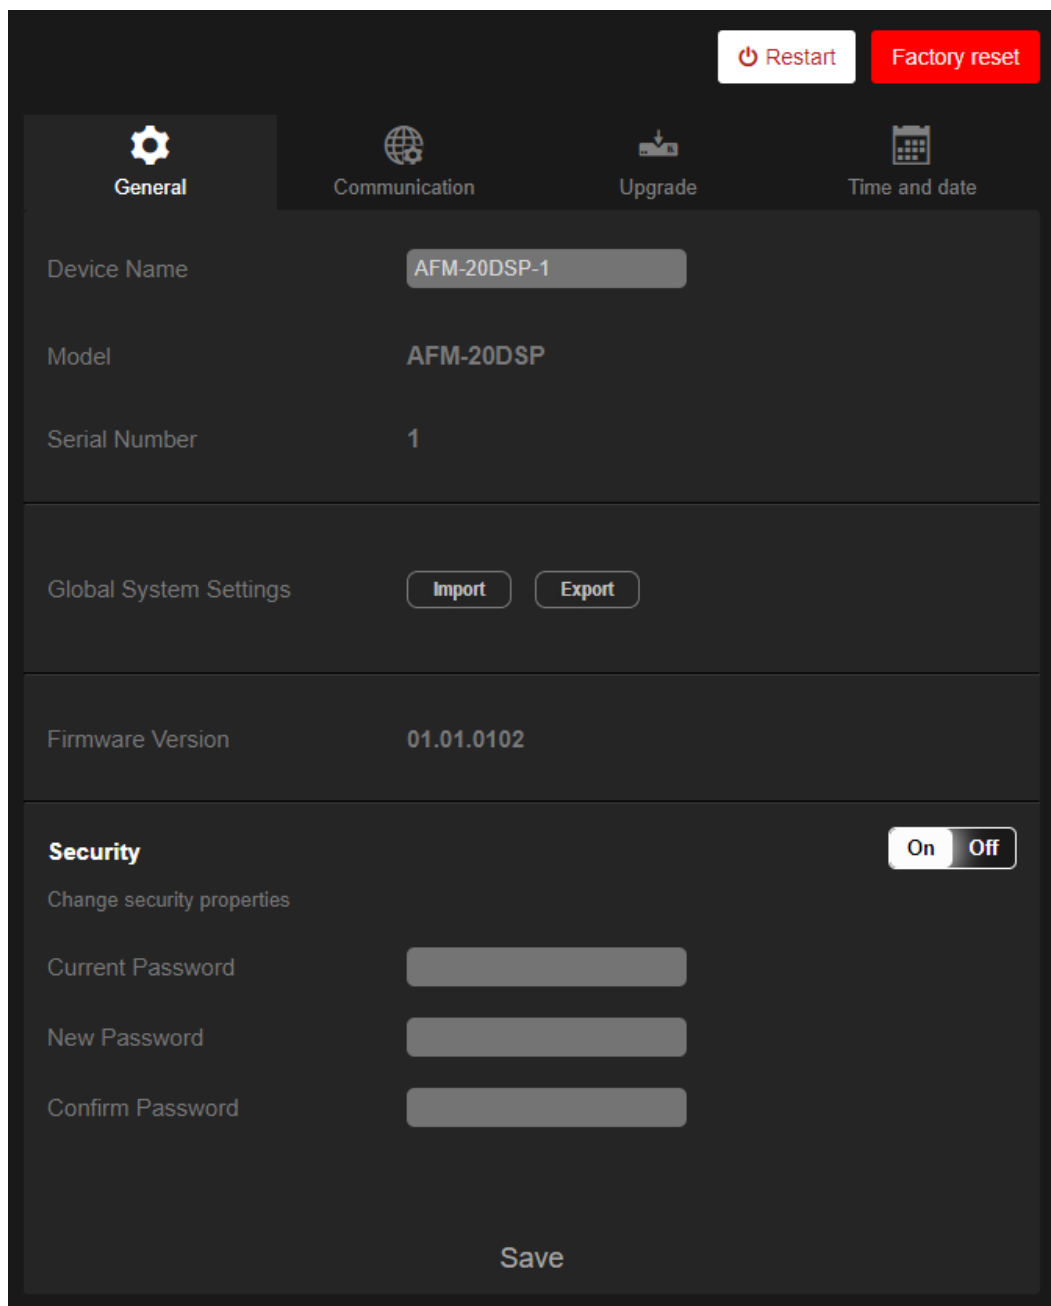 Restart
Factory reset
General
Communication
Upgrade
Time and date
Device Name
AFM-20DSP-1
Model
AFM-20DSP
Serial Number
1
Global System Settings
Import
Export
Firmware Version
01.01.0102
Security
On
Off
Change security properties
Current Password
New Password
Confirm Password
Save